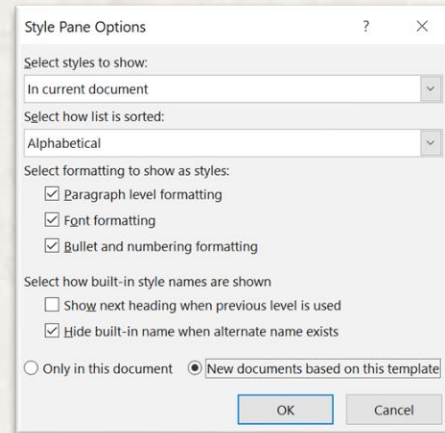 Style Pane Options ?
Select styles to show:
In current document
Select how list is sorted:
Alphabetical
Select formatting to show as styles:
Paragraph level formatting
Font formatting
Bullet and numbering formatting
Select how built-in style names are shown
Show next heading when previous level is used
Hide built-in name when alternate name exists
Only in this document New documents based on this template
OK Cancel